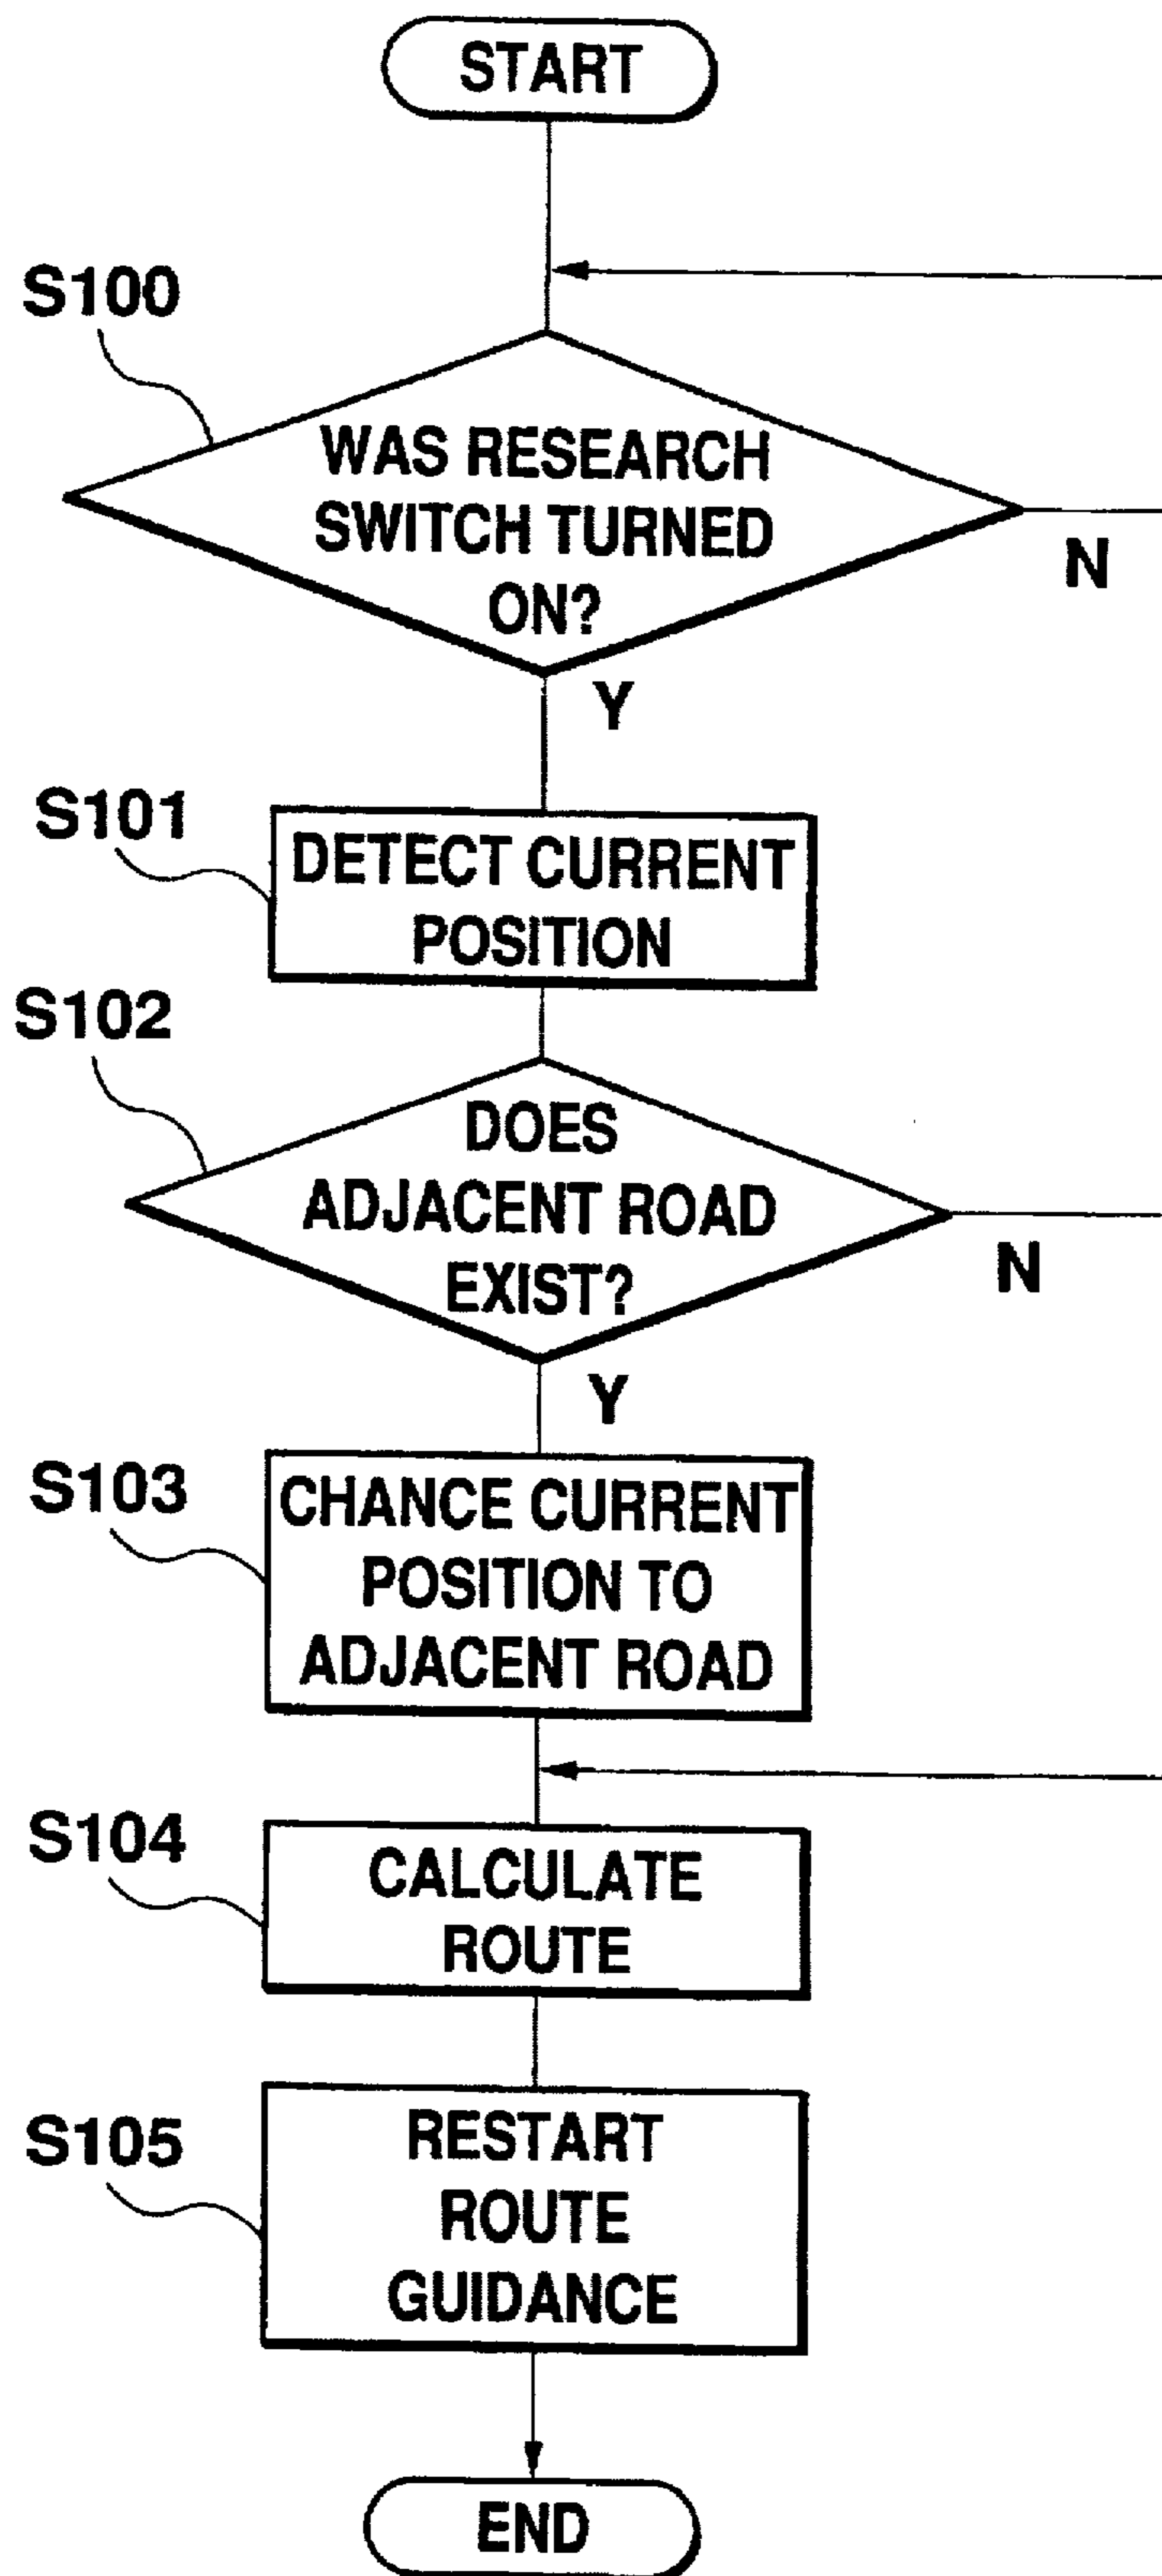 START
S100
WAS RESEARCH
SWITCH TURNED
ON?
N
Y
S101
DETECT CURRENT
POSITION
S102
DOES
ADJACENT ROAD
EXIST?
N
Y
S103
CHANCE CURRENT
POSITION TO
ADJACENT ROAD
S104
CALCULATE
ROUTE
S105
RESTART
ROUTE
GUIDANCE
END